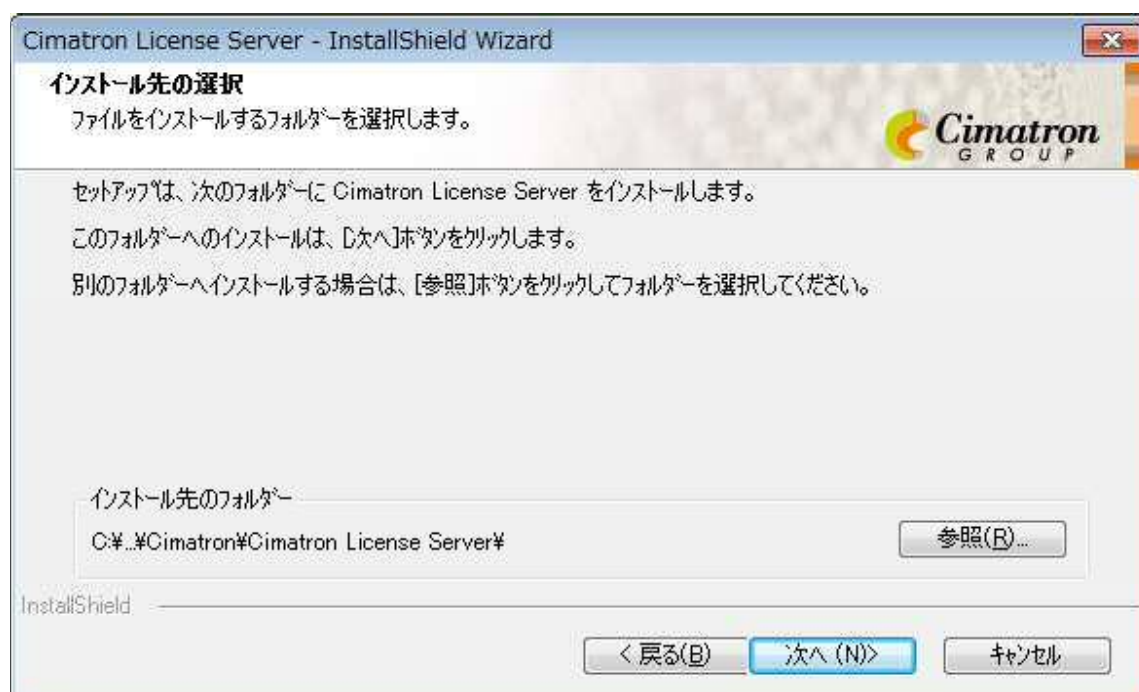 Cimatron License Server - InstallShield Wizard
インストール先の選択
ファイルをインストールするフォルダーを選択します。
Cimatron
GROUP
セットアップは、次のフォルダーに Cimatron License Server をインストールします。
このフォルダーへのインストールは、[次へ]ボタンをクリックします。
別のフォルダーへインストールする場合は、[参照]ボタンをクリックしてフォルダーを選択してください。
インストール先のフォルダー
C:¥...¥Cimatron¥Cimatron License Server¥
参照(R)...
InstallShield
< 戻る(B)
次へ (N)>
キャンセル